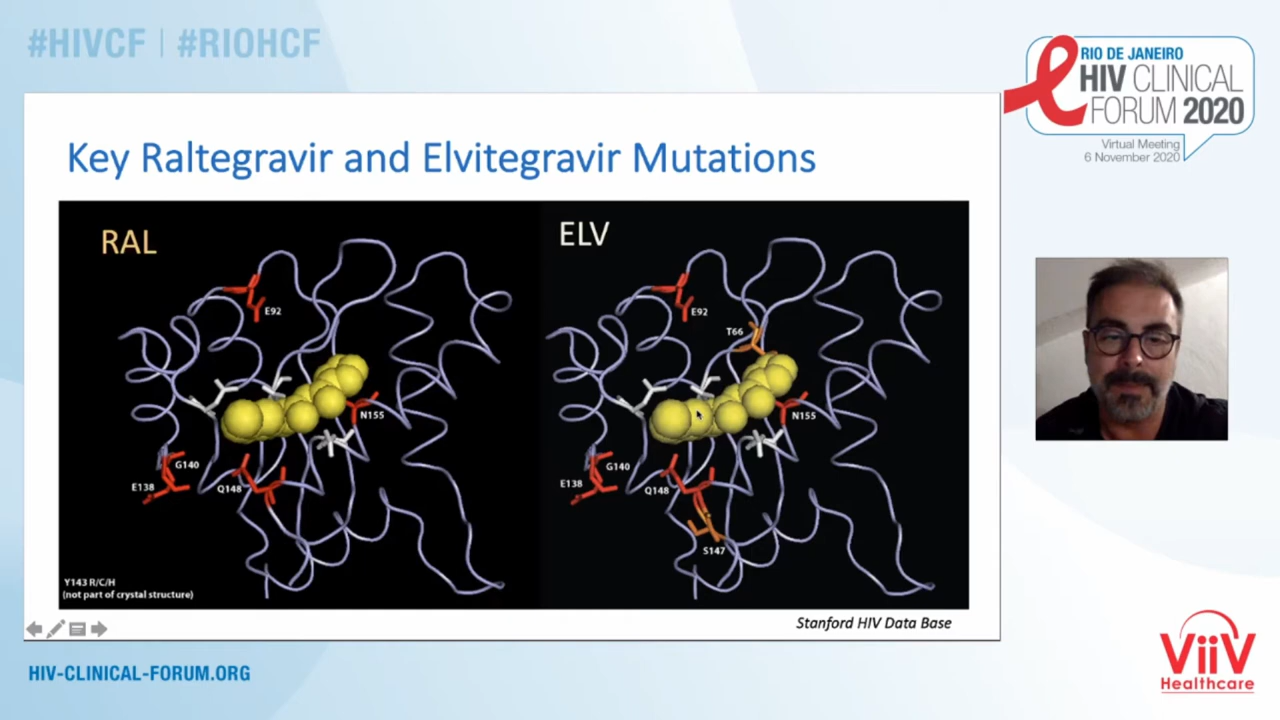 #HIVCF | #RIOHCF
RIO DE JANEIRO
HIV CLINICAL
FORUM 2020
Virtual Meeting
6 November 2020
Key Raltegravir and Elvitegravir Mutations
RAL
E92
N155
G140
E138
Q148
Y143 R/C/H
(not part of crystal structure)
ELV
E92
T66
N155
G140
E138
Q148
S147
Stanford HIV Data Base
HIV-CLINICAL-FORUM.ORG
ViiV
Healthcare